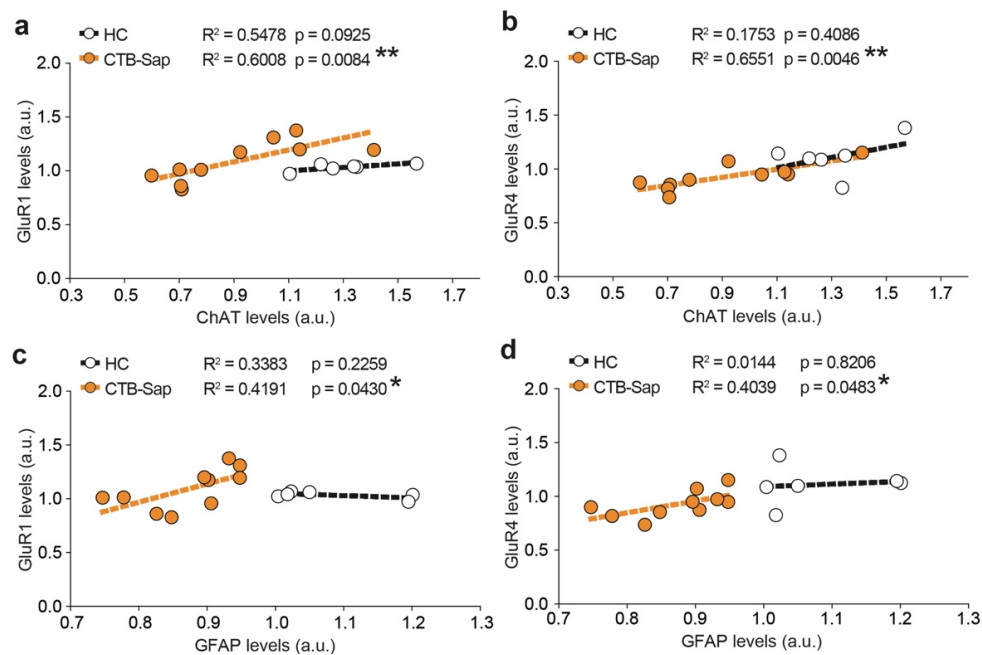 a
HC R² = 0.5478 p = 0.0925
CTB-Sap R² = 0.6008 p = 0.0084 **
2.0
1.5
1.0
0.5
0.0
GluR1 levels (a.u.)
0.3 0.5 0.7 0.9 1.1 1.3 1.5 1.7
ChAT levels (a.u.)
b
HC R² = 0.1753 p = 0.4086
CTB-Sap R² = 0.6551 p = 0.0046 **
2.0
1.5
1.0
0.5
0.0
GluR4 levels (a.u.)
0.3 0.5 0.7 0.9 1.1 1.3 1.5 1.7
ChAT levels (a.u.)
c
HC R² = 0.3383 p = 0.2259
CTB-Sap R² = 0.4191 p = 0.0430 *
2.0
1.5
1.0
0.5
0.0
GluR1 levels (a.u.)
0.7 0.8 0.9 1.0 1.1 1.2 1.3
GFAP levels (a.u.)
d
HC R² = 0.0144 p = 0.8206
CTB-Sap R² = 0.4039 p = 0.0483 *
2.0
1.5
1.0
0.5
0.0
GluR4 levels (a.u.)
0.7 0.8 0.9 1.0 1.1 1.2 1.3
GFAP levels (a.u.)